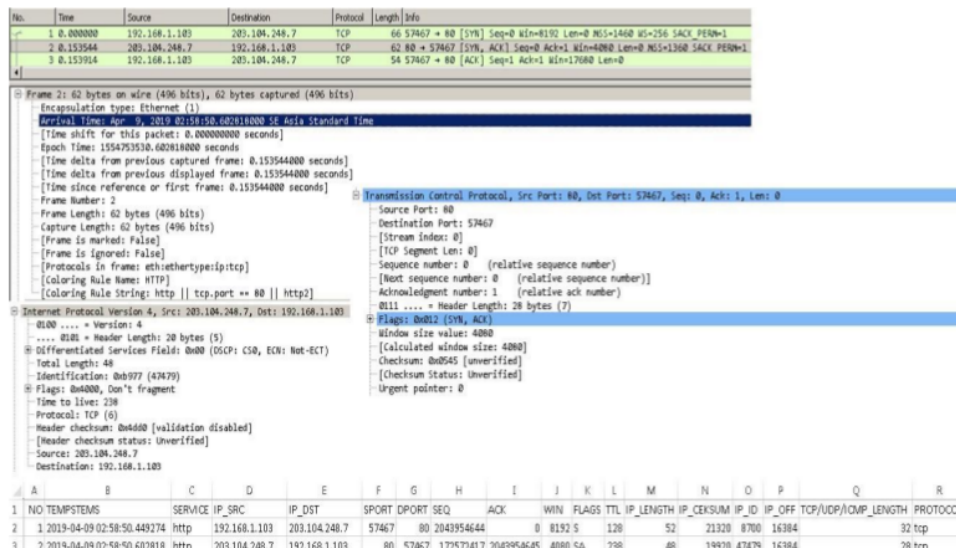 No. Time Source Destination Protocol Length Info
1 0.000000 192.168.1.103 203.104.248.7 TCP 66 57467 → 80 [SYN] Seq=0 Win=8192 Len=0 MSS=1460 WS=256 SACK_PERM=1
2 0.153544 203.104.248.7 192.168.1.103 TCP 62 80 → 57467 [SYN, ACK] Seq=0 Ack=1 Win=4080 Len=0 MSS=1360 SACK_PERM=1
3 0.153914 192.168.1.103 203.104.248.7 TCP 54 57467 → 80 [ACK] Seq=1 Ack=1 Win=17680 Len=0
Frame 2: 62 bytes on wire (496 bits), 62 bytes captured (496 bits)
Encapsulation type: Ethernet (1)
Arrival Time: Apr 9, 2019 02:58:50.602818000 SE Asia Standard Time
[Time shift for this packet: 0.000000000 seconds]
Epoch Time: 1554753530.602818000 seconds
[Time delta from previous captured frame: 0.153544000 seconds]
[Time delta from previous displayed frame: 0.153544000 seconds]
[Time since reference or first frame: 0.153544000 seconds]
Frame Number: 2
Frame Length: 62 bytes (496 bits)
Capture Length: 62 bytes (496 bits)
[Frame is marked: False]
[Frame is ignored: False]
[Protocols in frame: eth:ethertype:ip:tcp]
[Coloring Rule Name: HTTP]
[Coloring Rule String: http || tcp.port == 80 || http2]
Internet Protocol Version 4, Src: 203.104.248.7, Dst: 192.168.1.103
0100 .... = Version: 4
.... 0101 = Header Length: 20 bytes (5)
Differentiated Services Field: 0x00 (DSCP: CS0, ECN: Not-ECT)
Total Length: 48
Identification: 0xb977 (47479)
Flags: 0x4000, Don't fragment
Time to live: 238
Protocol: TCP (6)
Header checksum: 0x4dd0 [validation disabled]
[Header checksum status: Unverified]
Source: 203.104.248.7
Destination: 192.168.1.103
Transmission Control Protocol, Src Port: 80, Dst Port: 57467, Seq: 0, Ack: 1, Len: 0
Source Port: 80
Destination Port: 57467
[Stream index: 0]
[TCP Segment Len: 0]
Sequence number: 0 (relative sequence number)
[Next sequence number: 0 (relative sequence number)]
Acknowledgment number: 1 (relative ack number)
0111 .... = Header Length: 28 bytes (7)
Flags: 0x012 (SYN, ACK)
Window size value: 4080
[Calculated window size: 4080]
Checksum: 0x0545 [unverified]
[Checksum Status: Unverified]
Urgent pointer: 0
A B C D E F G H I J K L M N O P Q R
1 NO TEMPSTEMS SERVICE IP_SRC IP_DST SPORT DPORT SEQ ACK WIN FLAGS TTL IP_LENGTH IP_CEKSUM IP_ID IP_OFF TCP/UDP/ICMP_LENGTH PROTOCO
2 1 2019-04-09 02:58:50.449274 http 192.168.1.103 203.104.248.7 57467 80 2043954644 0 8192 S 128 52 21320 8700 16384 32 tcp
3 2 2019-04-09 02:58:50.602818 http 203.104.248.7 192.168.1.103 80 57467 172572417 2043954645 4080 SA 238 48 19920 47479 16384 28 tcp